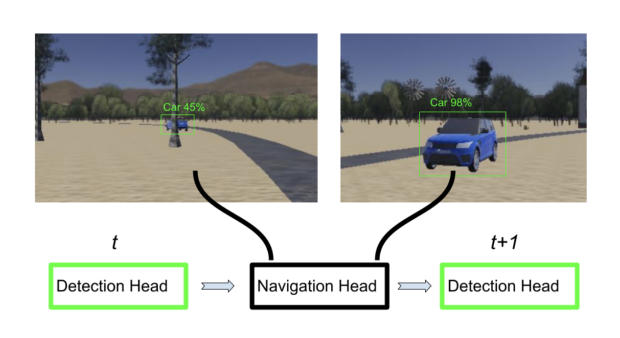 Car 45%
Car 98%
t
t+1
Detection Head
Navigation Head
Detection Head